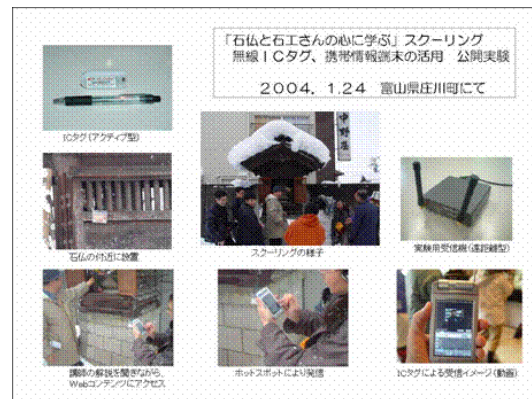 「石仏と石工さんの心に学ぶ」スクーリング
無線ICタグ、携帯情報端末の活用 公開実験
2004.1.24 富山県庄川町にて
ICタグ(アクティブ型)
石仏の付近に設置
スクーリングの様子
実験用受信機(遠距離型)
講師の解説を聞きながら、
Webコンテンツにアクセス
ホットスポットにより発信
ICタグによる受信イメージ(動画)